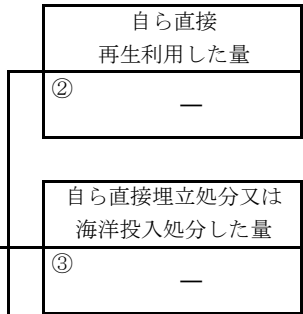 自ら直接
再生利用した量
②
―
自ら直接埋立処分又は
海洋投入処分した量
③
―